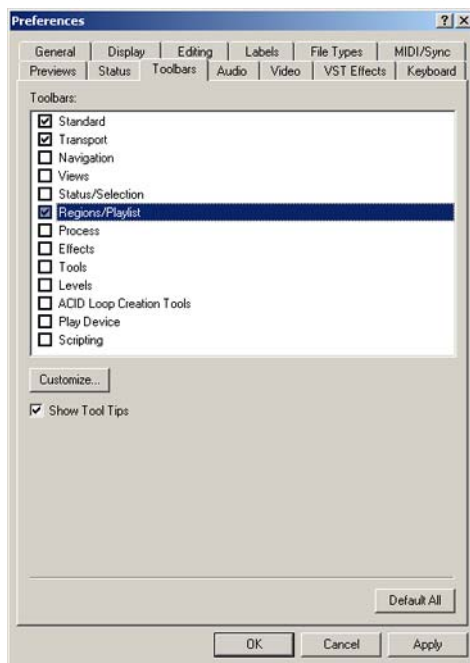 Preferences
General Display Editing Labels File Types MIDI/Sync
Previews Status Toolbars Audio Video VST Effects Keyboard
Toolbars:
Standard
Transport
Navigation
Views
Status/Selection
Regions/Playlist
Process
Effects
Tools
Levels
ACID Loop Creation Tools
Play Device
Scripting
Customize...
Show Tool Tips
Default All
OK Cancel Apply